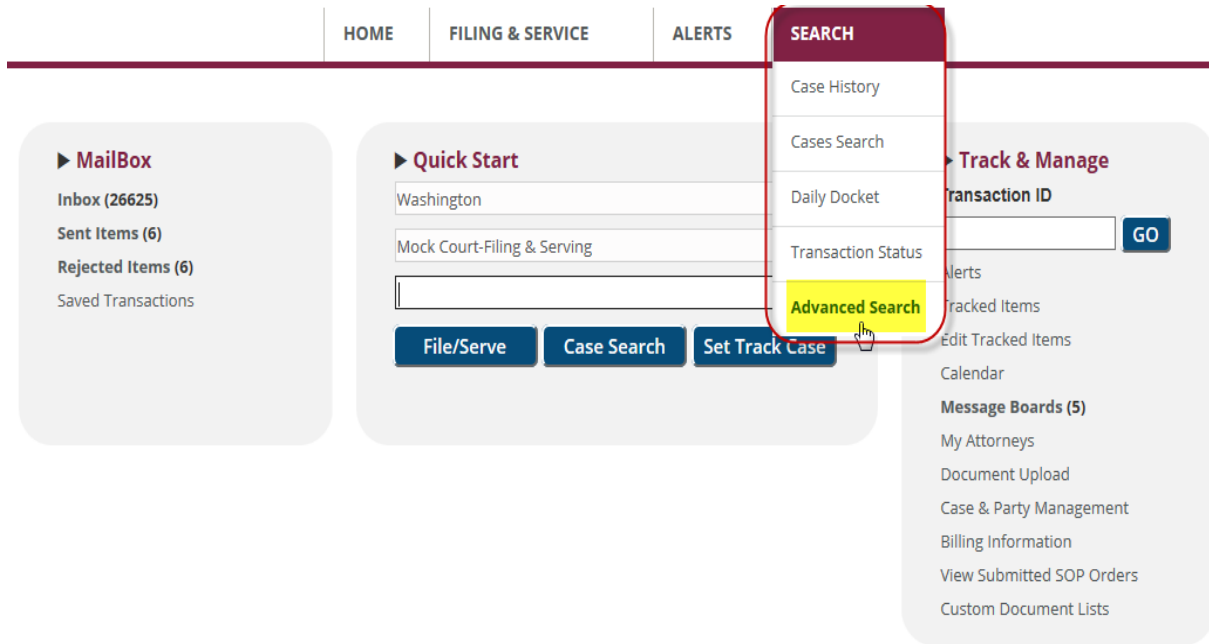 HOME
FILING & SERVICE
ALERTS
SEARCH
Case History
Cases Search
Daily Docket
Transaction Status
Advanced Search
MailBox
Inbox (26625)
Sent Items (6)
Rejected Items (6)
Saved Transactions
Quick Start
Washington
Mock Court-Filing & Serving
File/Serve
Case Search
Set Track Case
Track & Manage
Transaction ID
GO
Alerts
Tracked Items
Edit Tracked Items
Calendar
Message Boards (5)
My Attorneys
Document Upload
Case & Party Management
Billing Information
View Submitted SOP Orders
Custom Document Lists